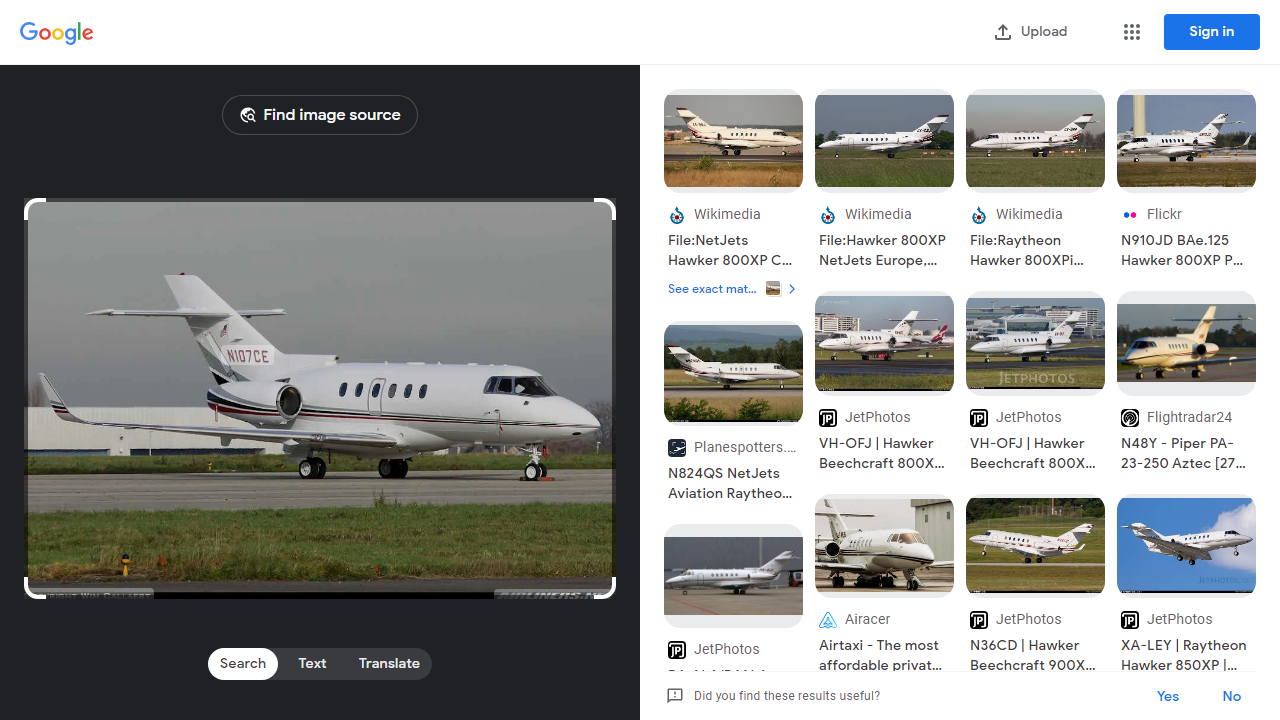 Google
Upload
Sign in
Find image source
N107CE
Search
Text
Translate
Wikimedia
File:NetJets
Hawker 800XP C...
See exact mat...
Wikimedia
File:Hawker 800XP
NetJets Europe,...
Wikimedia
File:Raytheon
Hawker 800XPi...
Flickr
N910JD BAe.125
Hawker 800XP P...
Planespotters....
N824QS NetJets
Aviation Raytheo...
JetPhotos
VH-OFJ | Hawker
Beechcraft 800X...
JETPHOTOS
JetPhotos
VH-OFJ | Hawker
Beechcraft 800X...
Flightradar24
N48Y - Piper PA-
23-250 Aztec [27...
JetPhotos
Airacer
Airtaxi - The most
affordable privat...
JetPhotos
N36CD | Hawker
Beechcraft 900X...
JETPHOTOS
JetPhotos
XA-LEY | Raytheon
Hawker 850XP |...
Did you find these results useful?
Yes
No